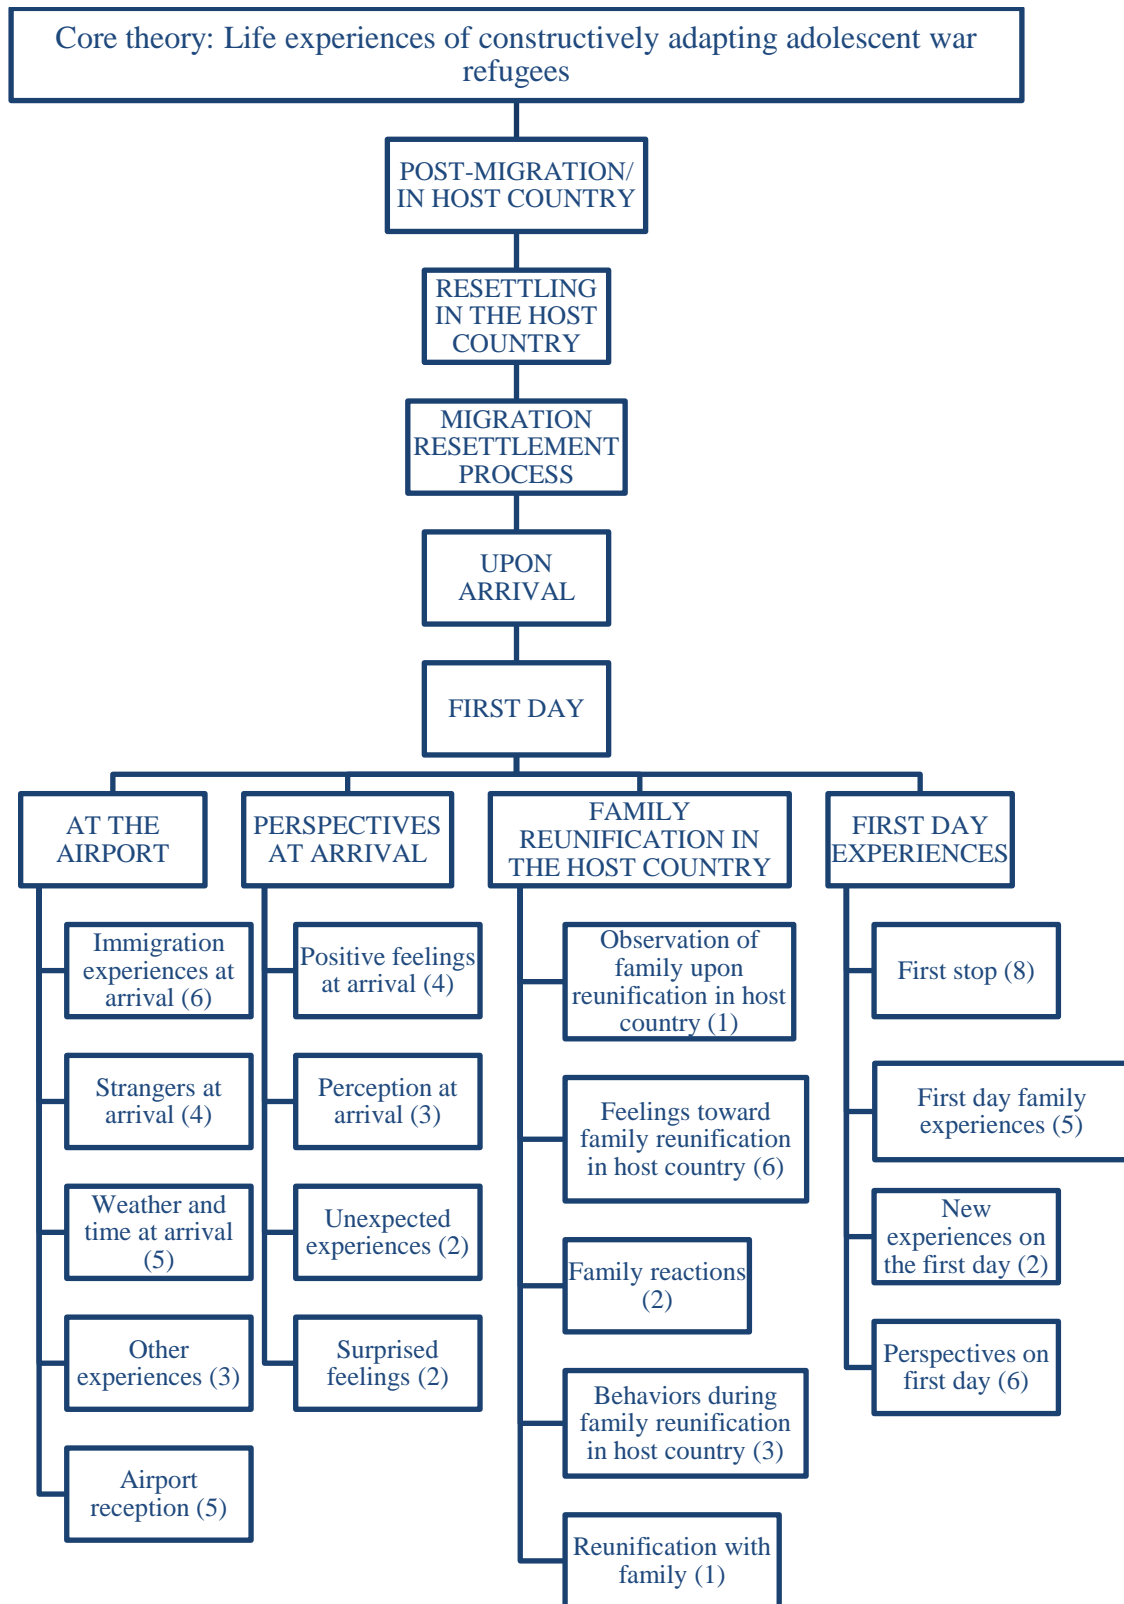 Core theory: Life experiences of constructively adapting adolescent war
refugees
POST-MIGRATION/
IN HOST COUNTRY
RESETTLING
IN THE HOST
COUNTRY
MIGRATION
RESETTLEMENT
PROCESS
UPON
ARRIVAL
FIRST DAY
AT THE
AIRPORT
Immigration
experiences at
arrival (6)
Strangers at
arrival (4)
Weather and
time at arrival
(5)
Other
experiences (3)
Airport
reception (5)
PERSPECTIVES
AT ARRIVAL
Positive feelings
at arrival (4)
Perception at
arrival (3)
Unexpected
experiences (2)
Surprised
feelings (2)
FAMILY
REUNIFICATION IN
THE HOST COUNTRY
Observation of
family upon
reunification in host
country (1)
Feelings toward
family reunification
in host country (6)
Family reactions
(2)
Behaviors during
family reunification
in host country (3)
Reunification with
family (1)
FIRST DAY
EXPERIENCES
First stop (8)
First day family
experiences (5)
New
experiences on
the first day (2)
Perspectives on
first day (6)